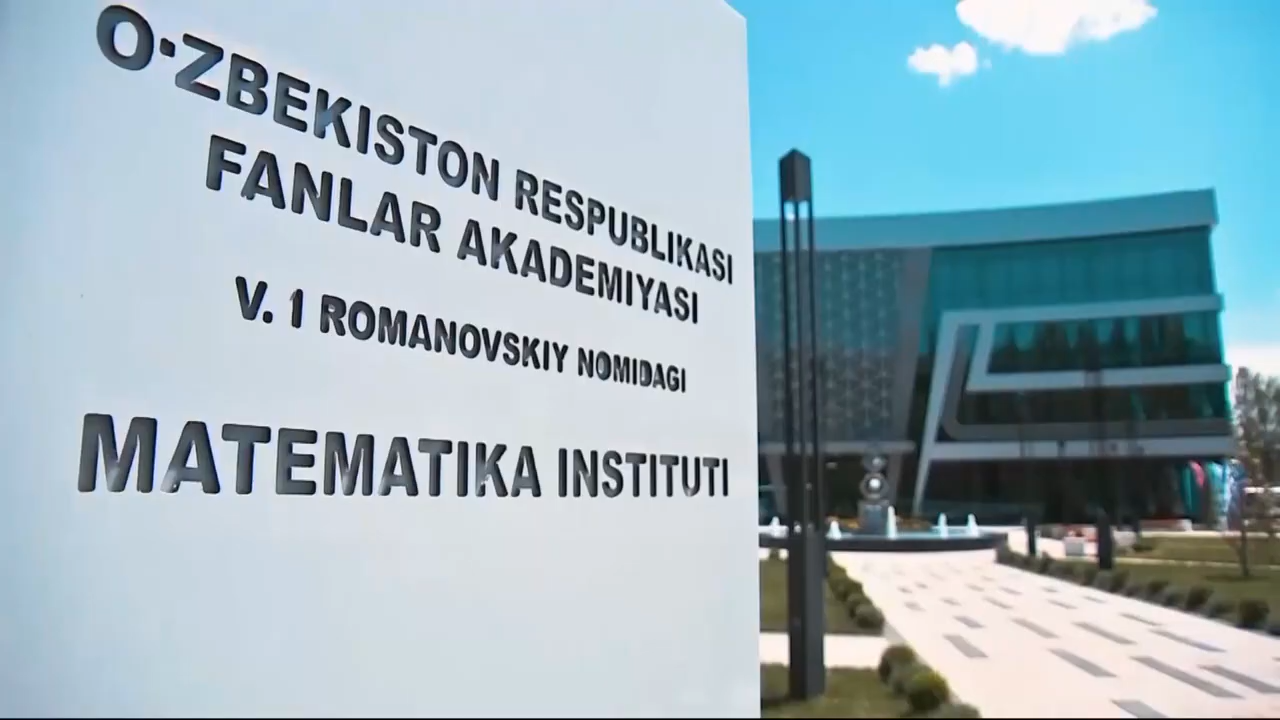 O·ZBEKISTON RESPUBLIKASI
FANLAR AKADEMIYASI
V. I ROMANOVSKIY NOMIDAGI
MATEMATIKA INSTITUTI